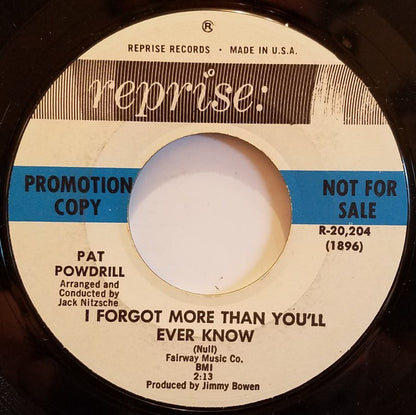 ®
REPRISE RECORDS • MADE IN U.S.A.
reprise:
PROMOTION COPY
NOT FOR SALE
R-20,204
(1896)
PAT
POWDRILL
Arranged and
Conducted by
Jack Nitzsche
I FORGOT MORE THAN YOU'LL
EVER KNOW
(Null)
Fairway Music Co.
BMI
2:13
Produced by Jimmy Bowen